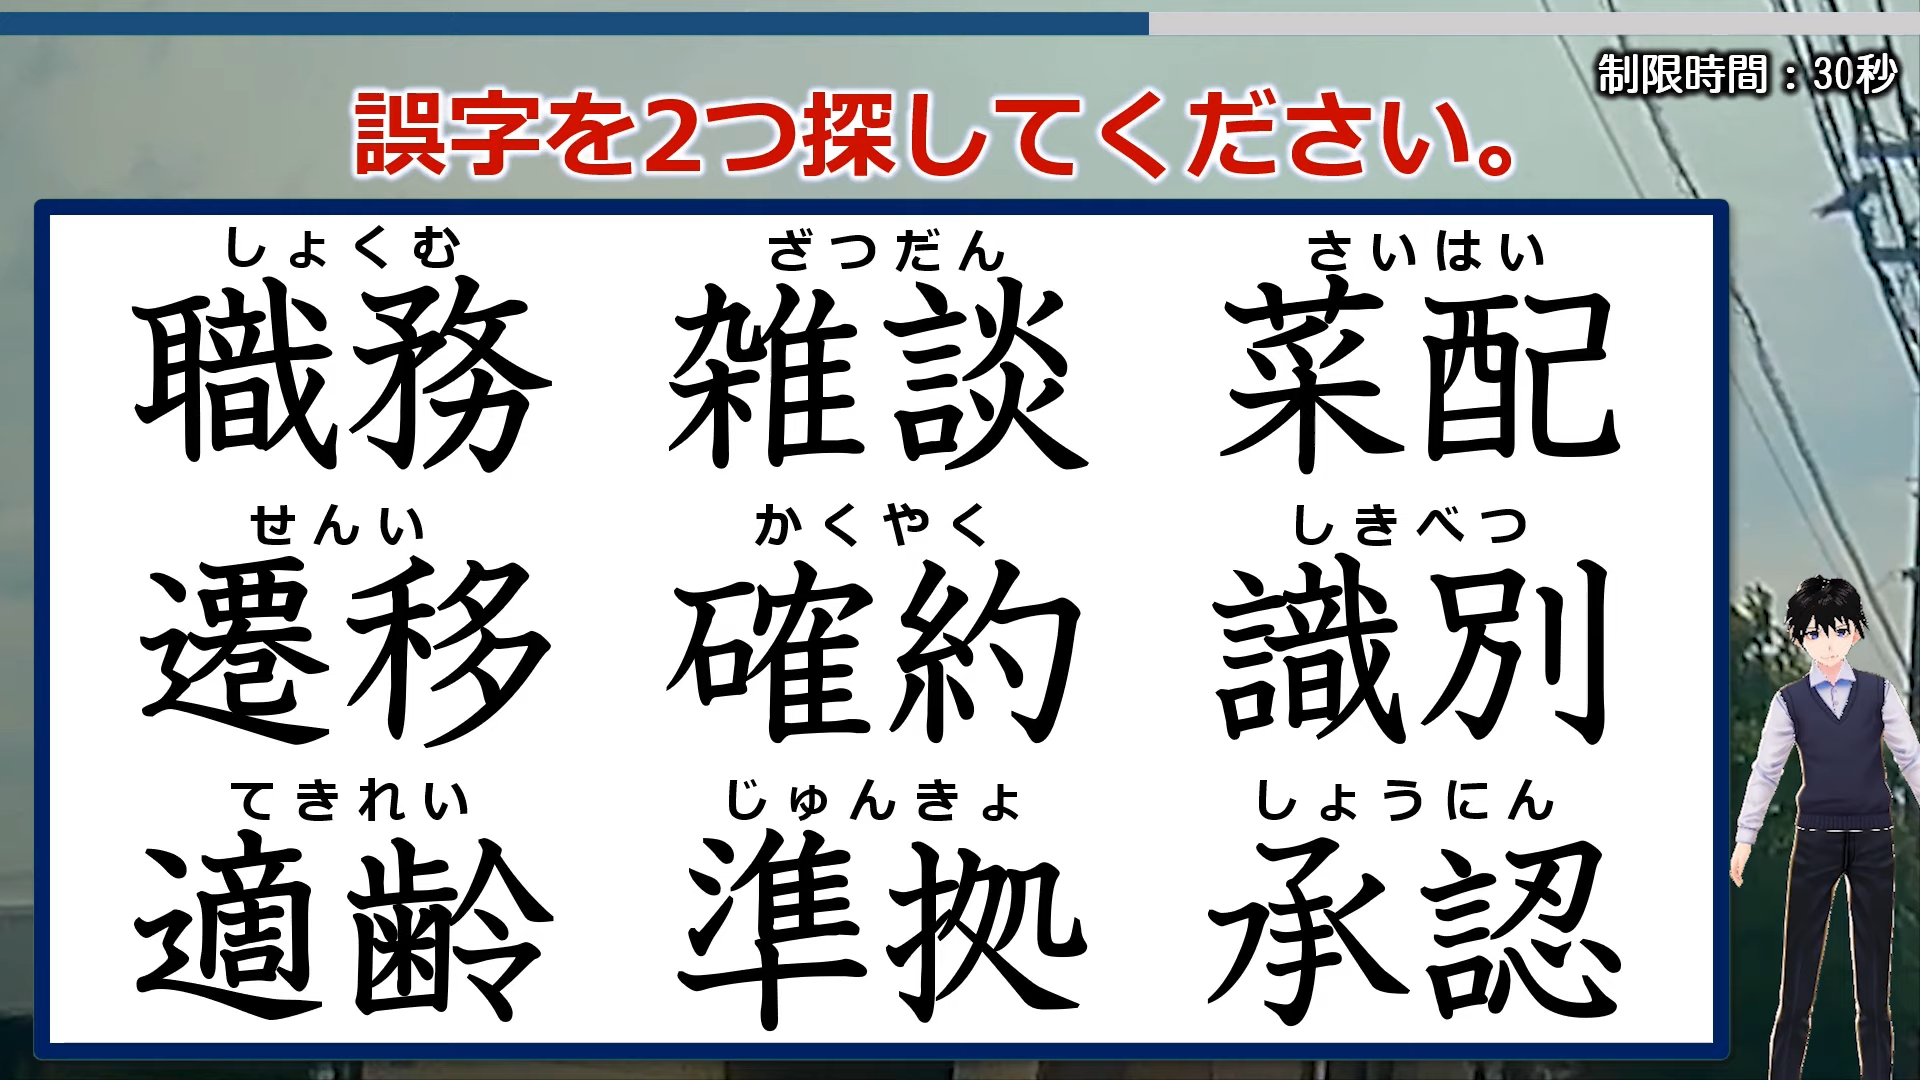 制限時間：30秒
誤字を2つ探してください。
しょくむ ざつだん さいはい
職務 雑談 菜配
せんい かくやく しきべつ
遷移 確約 識別
てきれい じゅんきょ しょうにん
適齢 準拠 承認